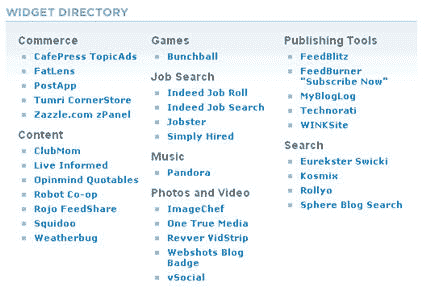 WIDGET DIRECTORY
Commerce
CafePress TopicAds
FatLens
PostApp
Tumri CornerStore
Zazzle.com zPanel
Content
ClubMom
Live Informed
Opinmind Quotables
Robot Co-op
Rojo FeedShare
Squidoo
Weatherbug
Games
Bunchball
Job Search
Indeed Job Roll
Indeed Job Search
Jobster
Simply Hired
Music
Pandora
Photos and Video
ImageChef
One True Media
Revver VidStrip
Webshots Blog
Badge
vSocial
Publishing Tools
FeedBlitz
FeedBurner
"Subscribe Now"
MyBlogLog
Technorati
WINKSite
Search
Eurekster Swicki
Kosmix
Rollyo
Sphere Blog Search